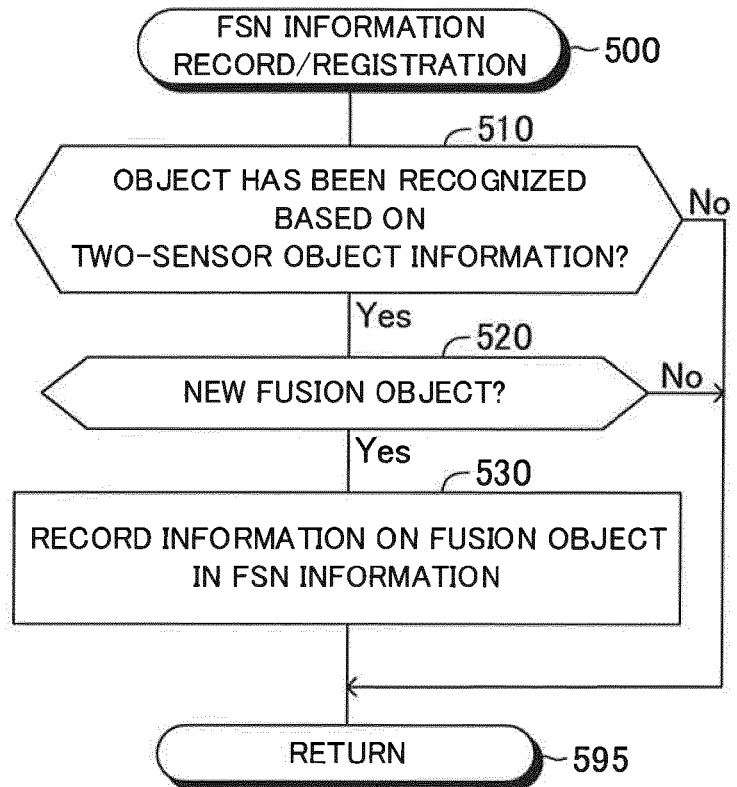 FSN INFORMATION
RECORD/REGISTRATION
500
510
OBJECT HAS BEEN RECOGNIZED
BASED ON
TWO-SENSOR OBJECT INFORMATION?
No
Yes
520
NEW FUSION OBJECT?
No
Yes
530
RECORD INFORMATION ON FUSION OBJECT
IN FSN INFORMATION
RETURN
595